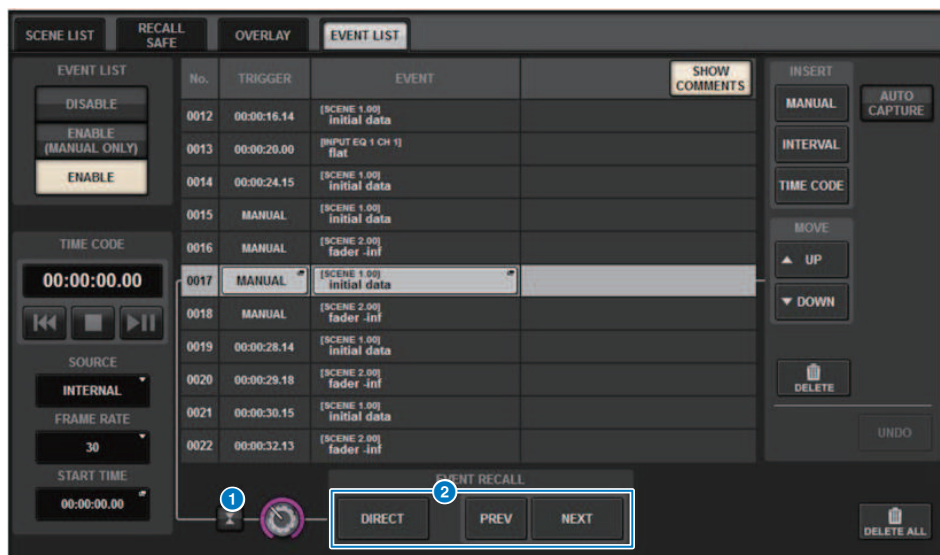 SCENE LIST
RECALL SAFE
OVERLAY
EVENT LIST
EVENT LIST
DISABLE
ENABLE
(MANUAL ONLY)
ENABLE
TIME CODE
00:00:00.00
SOURCE
INTERNAL
FRAME RATE
30
START TIME
00:00:00.00
No. TRIGGER EVENT SHOW COMMENTS
0012 00:00:16.14 [SCENE 1.00] initial data
0013 00:00:20.00 [INPUT EQ 1 CH 1] flat
0014 00:00:24.15 [SCENE 1.00] initial data
0015 MANUAL [SCENE 1.00] initial data
0016 MANUAL [SCENE 2.00] fader -inf
0017 MANUAL [SCENE 1.00] initial data
0018 MANUAL [SCENE 2.00] fader -inf
0019 00:00:28.14 [SCENE 1.00] initial data
0020 00:00:29.18 [SCENE 2.00] fader -inf
0021 00:00:30.15 [SCENE 1.00] initial data
0022 00:00:32.13 [SCENE 2.00] fader -inf
INSERT
MANUAL
AUTO CAPTURE
INTERVAL
TIME CODE
MOVE
UP
DOWN
DELETE
UNDO
EVENT RECALL
1
2
DIRECT
PREV
NEXT
DELETE ALL